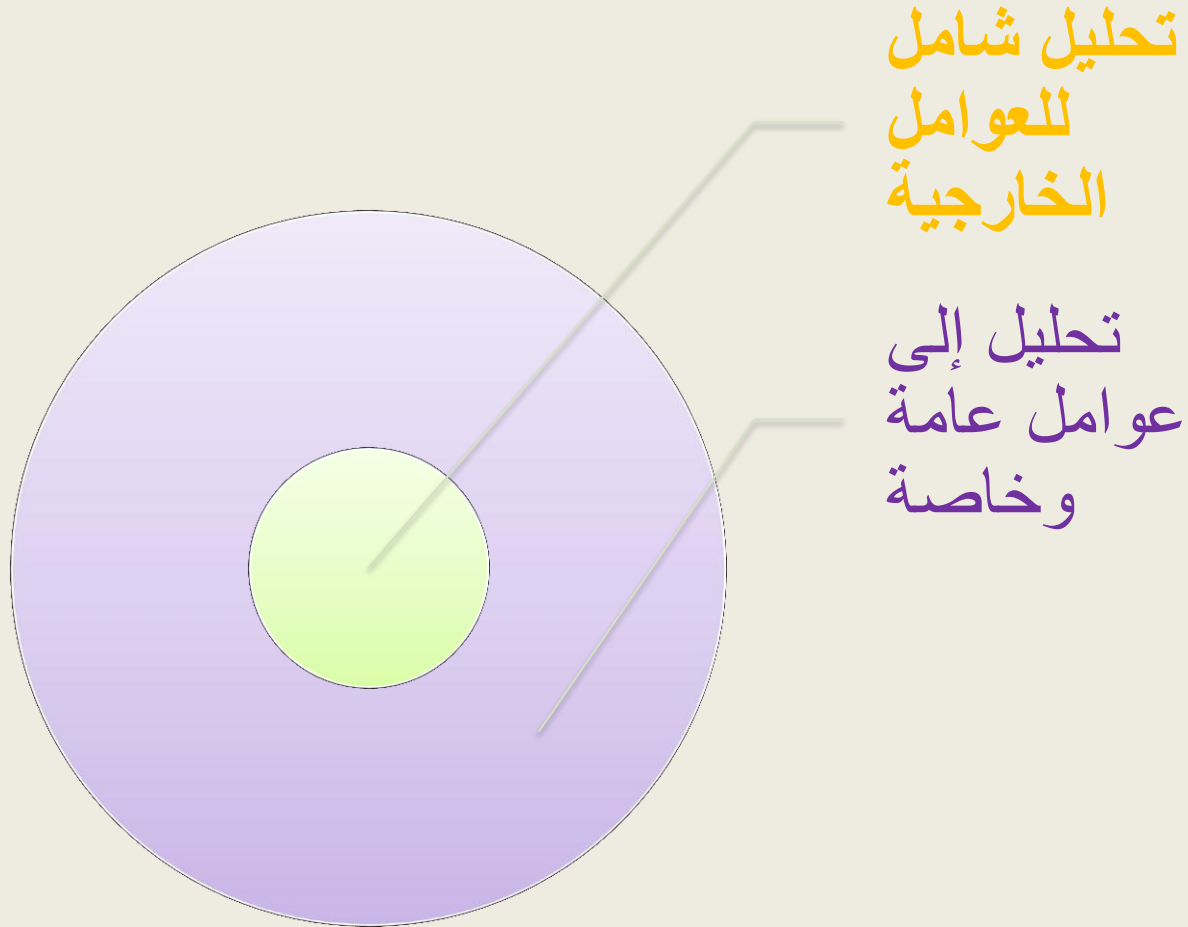 تحليل شامل
للعوامل
الخارجية
تحليل إلى
عوامل عامة
وخاصة